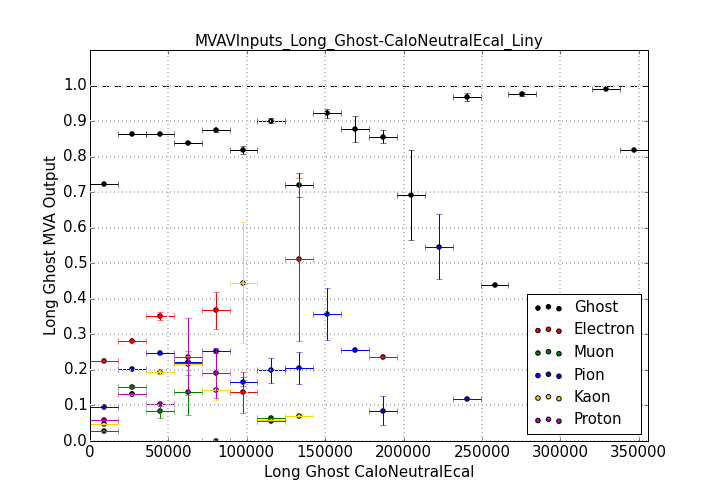 MVAVInputs_Long_Ghost-CaloNeutralEcal_Liny
1.0
0.9
0.8
0.7
0.6
0.5
0.4
0.3
0.2
0.1
0.0
Long Ghost MVA Output
Ghost
Electron
Muon
Pion
Kaon
Proton
0 50000 100000 150000 200000 250000 300000 350000
Long Ghost CaloNeutralEcal